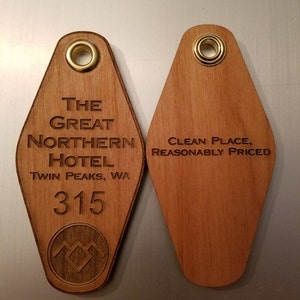 The
Great
Northern
Hotel
Twin Peaks, WA
315
Clean Place,
Reasonably Priced